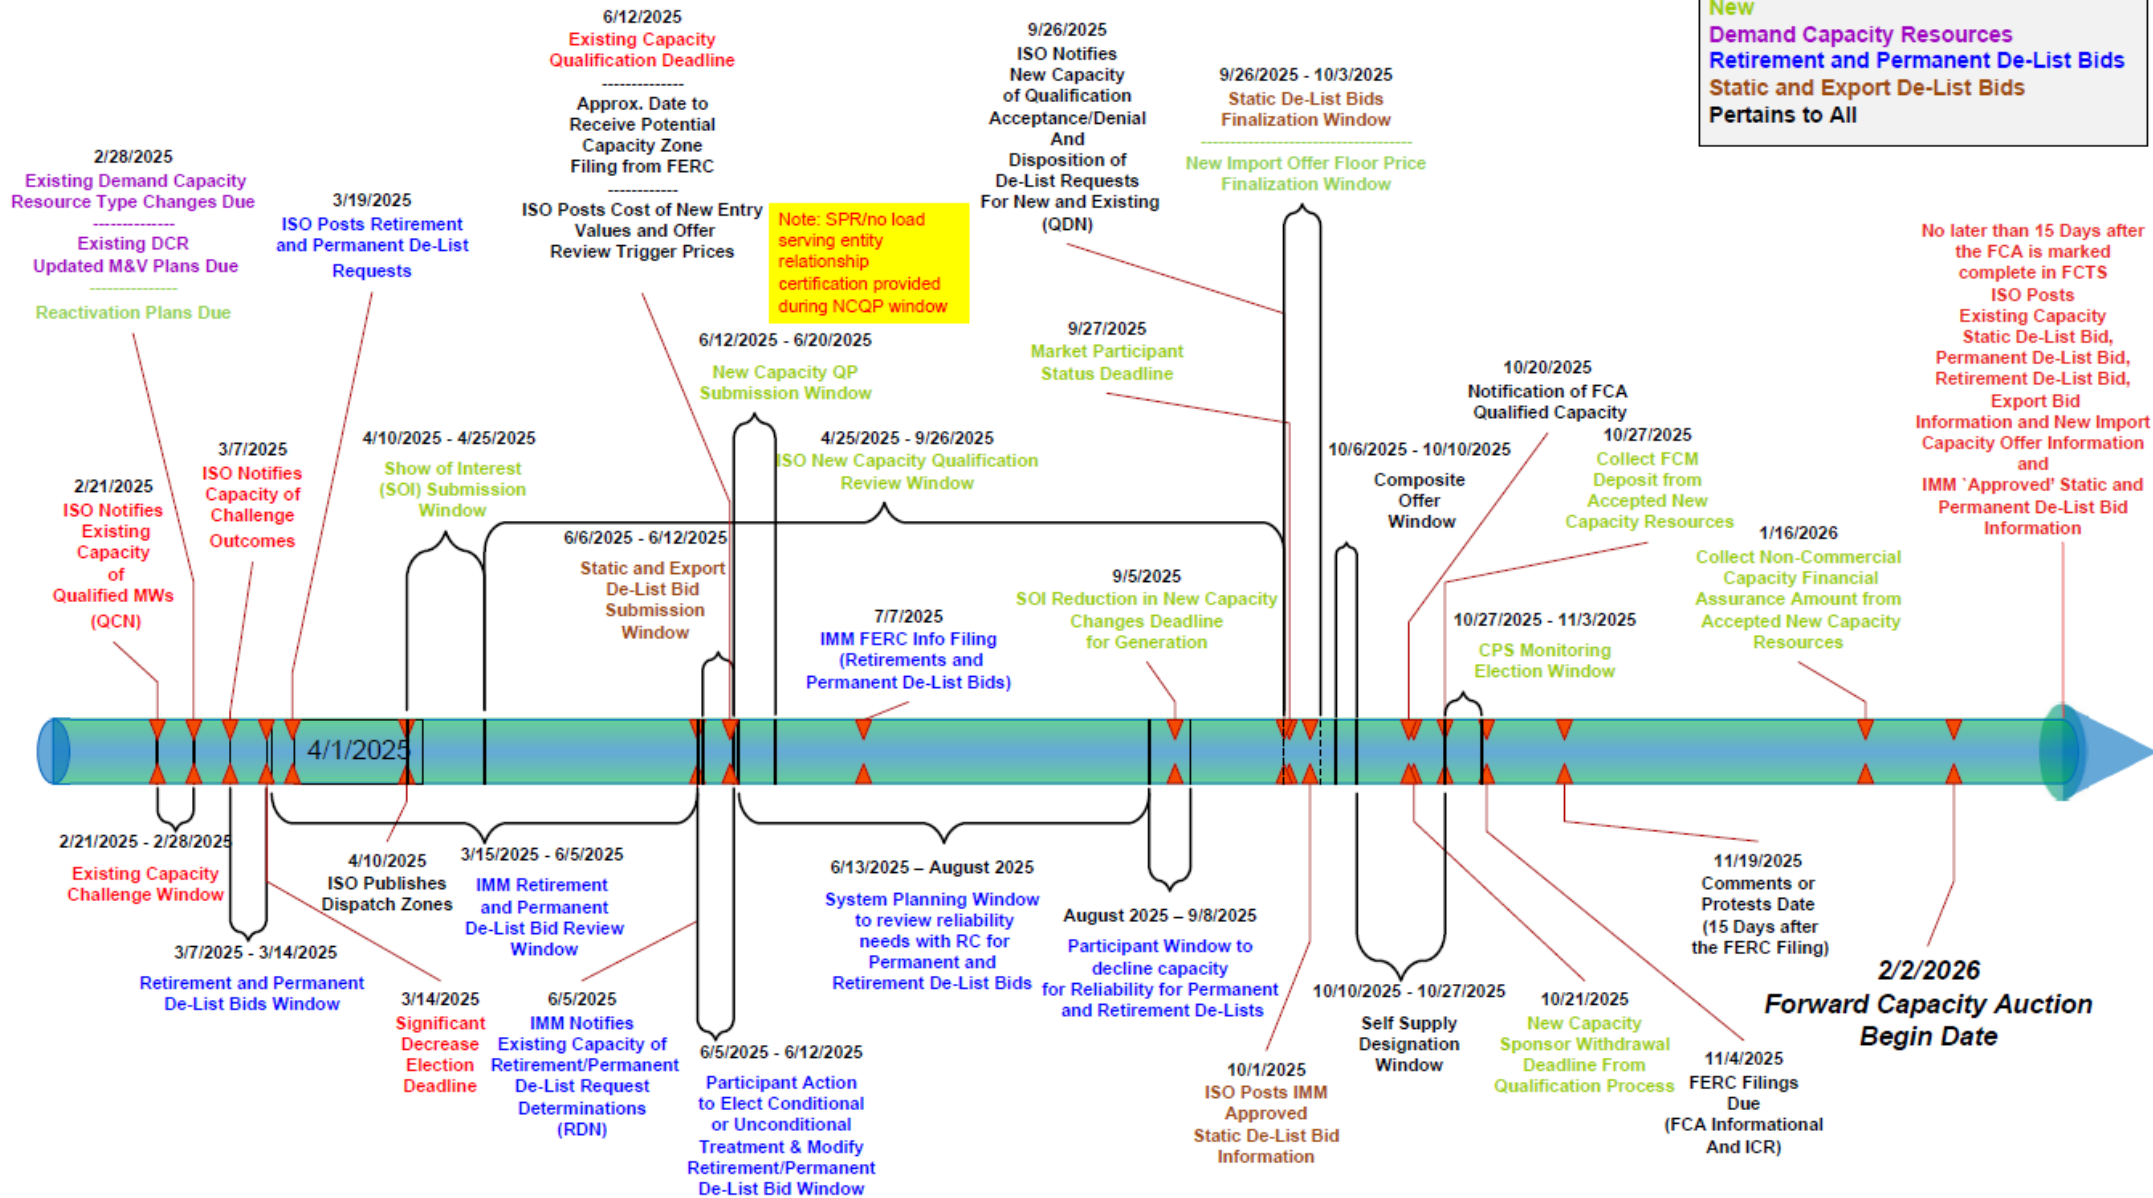 New
Demand Capacity Resources
Retirement and Permanent De-List Bids
Static and Export De-List Bids
Pertains to All
2/28/2025
Existing Demand Capacity
Resource Type Changes Due
--------------
Existing DCR
Updated M&V Plans Due
---------------
Reactivation Plans Due
3/19/2025
ISO Posts Retirement
and Permanent De-List
Requests
6/12/2025
Existing Capacity
Qualification Deadline
--------------
Approx. Date to
Receive Potential
Capacity Zone
Filing from FERC
------------
ISO Posts Cost of New Entry
Values and Offer
Review Trigger Prices
Note: SPR/no load
serving entity
relationship
certification provided
during NCQP window
9/26/2025
ISO Notifies
New Capacity
of Qualification
Acceptance/Denial
And
Disposition of
De-List Requests
For New and Existing
(QDN)
9/26/2025 - 10/3/2025
Static De-List Bids
Finalization Window
------------------------------------
New Import Offer Floor Price
Finalization Window
No later than 15 Days after
the FCA is marked
complete in FCTS
ISO Posts
Existing Capacity
Static De-List Bid,
Permanent De-List Bid,
Retirement De-List Bid,
Export Bid
Information and New Import
Capacity Offer Information
and
IMM `Approved' Static and
Permanent De-List Bid
Information
2/21/2025
ISO Notifies
Existing
Capacity
of
Qualified MWs
(QCN)
3/7/2025
ISO Notifies
Capacity of
Challenge
Outcomes
4/10/2025 - 4/25/2025
Show of Interest
(SOI) Submission
Window
6/12/2025 - 6/20/2025
New Capacity QP
Submission Window
4/25/2025 - 9/26/2025
ISO New Capacity Qualification
Review Window
6/6/2025 - 6/12/2025
Static and Export
De-List Bid
Submission
Window
7/7/2025
IMM FERC Info Filing
(Retirements and
Permanent De-List Bids)
9/27/2025
Market Participant
Status Deadline
9/5/2025
SOI Reduction in New Capacity
Changes Deadline
for Generation
10/6/2025 - 10/10/2025
Composite
Offer
Window
10/20/2025
Notification of FCA
Qualified Capacity
10/27/2025
Collect FCM
Deposit from
Accepted New
Capacity Resources
10/27/2025 - 11/3/2025
CPS Monitoring
Election Window
1/16/2026
Collect Non-Commercial
Capacity Financial
Assurance Amount from
Accepted New Capacity
Resources
4/1/2025
2/21/2025 - 2/28/2025
Existing Capacity
Challenge Window
3/7/2025 - 3/14/2025
Retirement and Permanent
De-List Bids Window
4/10/2025
ISO Publishes
Dispatch Zones
3/14/2025
Significant
Decrease
Election
Deadline
3/15/2025 - 6/5/2025
IMM Retirement
and Permanent
De-List Bid Review
Window
6/5/2025
IMM Notifies
Existing Capacity of
Retirement/Permanent
De-List Request
Determinations
(RDN)
6/5/2025 - 6/12/2025
Participant Action
to Elect Conditional
or Unconditional
Treatment & Modify
Retirement/Permanent
De-List Bid Window
6/13/2025 – August 2025
System Planning Window
to review reliability
needs with RC for
Permanent and
Retirement De-List Bids
August 2025 – 9/8/2025
Participant Window to
decline capacity
for Reliability for Permanent
and Retirement De-Lists
10/1/2025
ISO Posts IMM
Approved
Static De-List Bid
Information
10/10/2025 - 10/27/2025
Self Supply
Designation
Window
10/21/2025
New Capacity
Sponsor Withdrawal
Deadline From
Qualification Process
11/4/2025
FERC Filings
Due
(FCA Informational
And ICR)
11/19/2025
Comments or
Protests Date
(15 Days after
the FERC Filing)
2/2/2026
Forward Capacity Auction
Begin Date